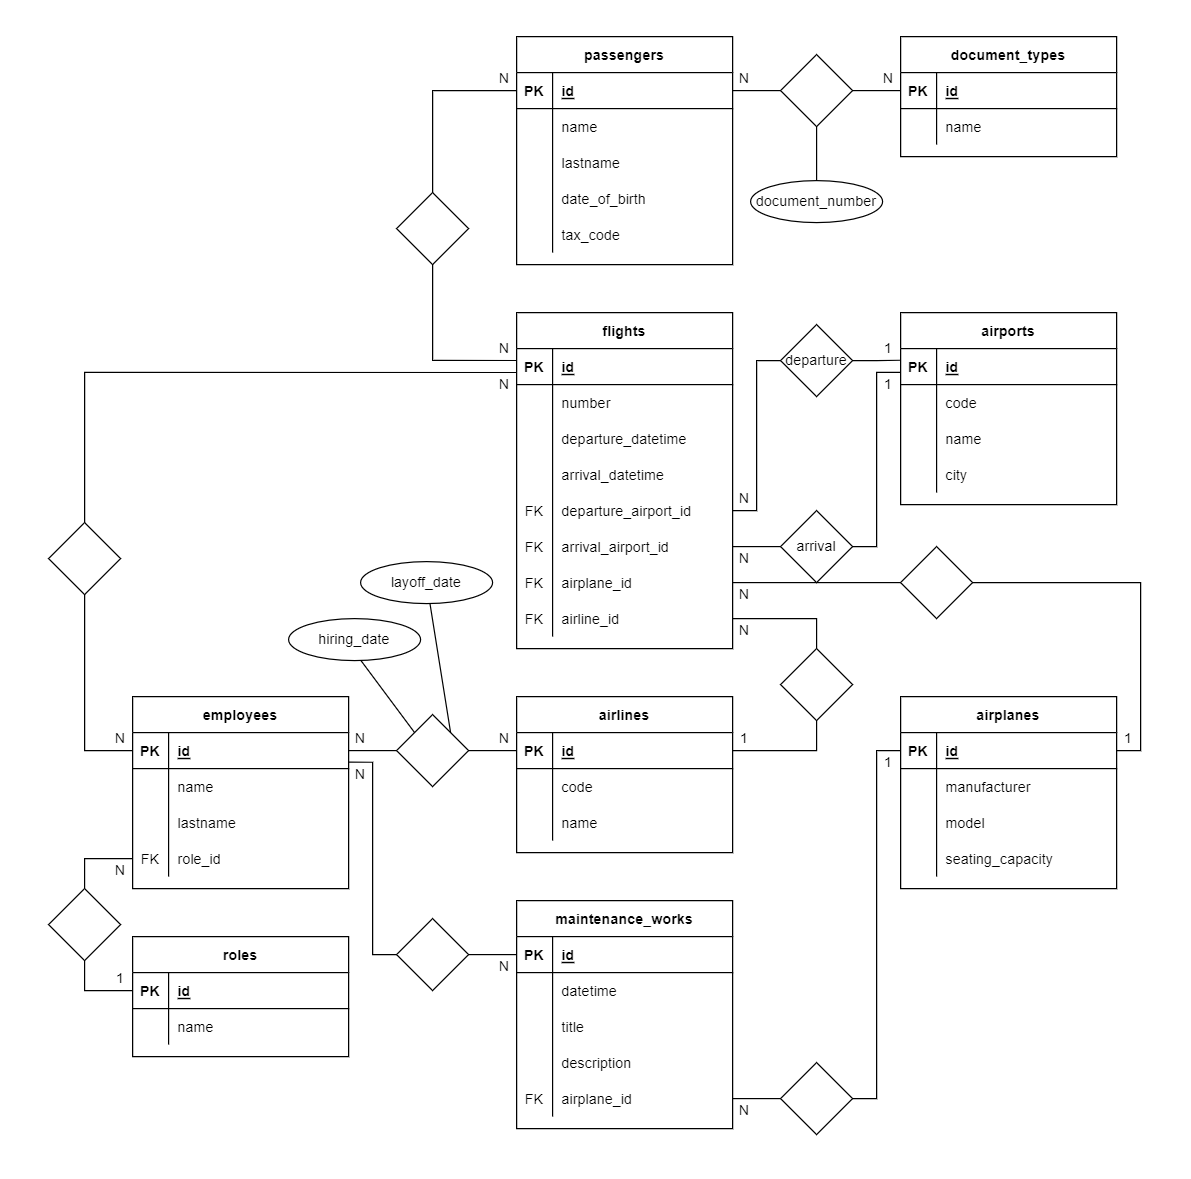 passengers
N
PK id
name
lastname
date_of_birth
tax_code
N
N
document_number
document_types
PK id
name
flights
N
PK id
N
number
departure_datetime
arrival_datetime
FK departure_airport_id
FK arrival_airport_id
FK airplane_id
FK airline_id
departure
N
arrival
N
N
N
1
1
airports
PK id
code
name
city
layoff_date
hiring_date
employees
N
PK id
N
N
name
lastname
FK role_id
N
airlines
N
PK id
1
code
name
airplanes
PK id
1
1
manufacturer
model
seating_capacity
roles
1
PK id
name
maintenance_works
PK id
N
datetime
title
description
FK airplane_id
N